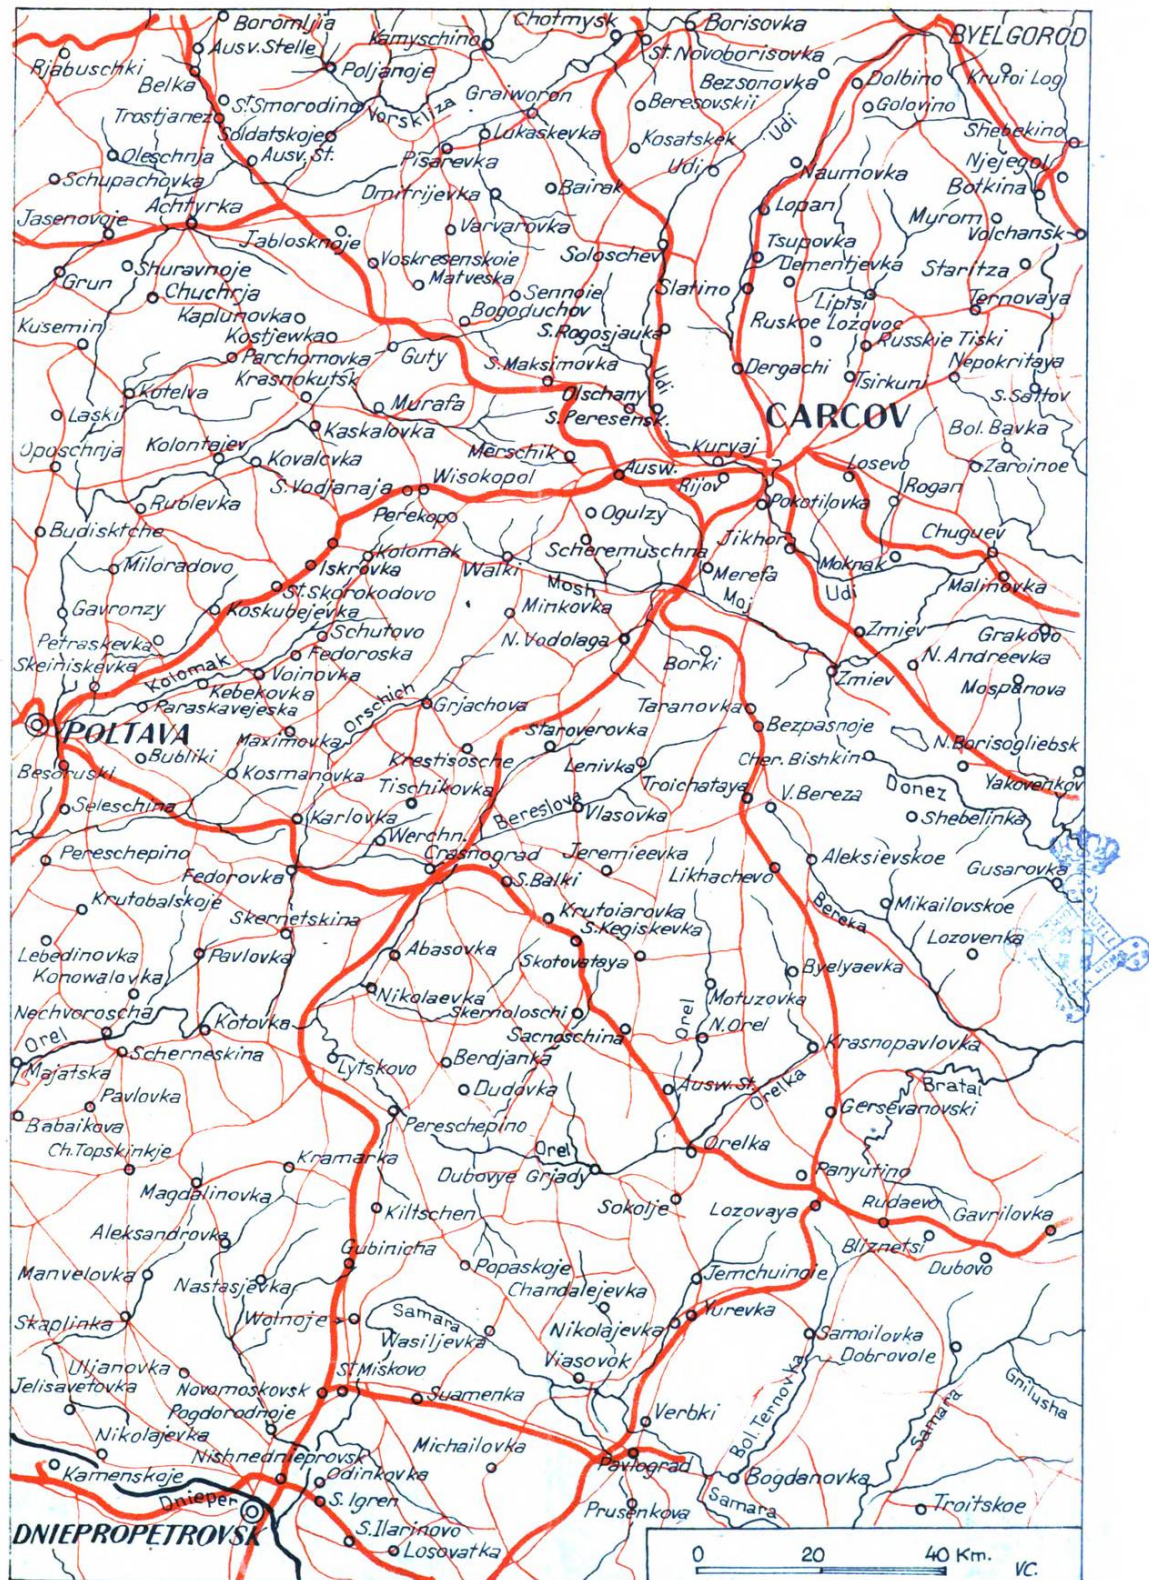 Boromljia
Chotmysk
Borisovka
BYELGOROD
Ausv. Stelle
Kamyschino
St. Novoborisovka
Rjabuschki
Belka
Poljanoje
Bezsonovka
Dolbino
Krutoi Log
St. Smorodino
Vorskliza
Graiworon
Beresovskii
Golovino
Trostjanez
Soldatskoje
Lukaskevka
Kosatskek
Udi
Shebekino
Oleschnja
Ausv. St.
Pisarevka
Udi
Naumovka
Njejegol
Schupachovka
Dmitrijevka
Bairak
Botkina
Jasenovoje
Achtyrka
Lopan
Myrom
Volchansk
Jablosknoje
Varvarovka
Soloschev
Tsupovka
Shuravnoje
Voskresenskoie
Dementjevka
Staritza
Grun
Chuchrja
Matveska
Sennoie
Slatino
Liptsi
Ternovaya
Kusemin
Kaplunovka
Bogoduchov
S. Rogosjauka
Ruskoe Lozovoc
Kostjewka
Russkie Tiski
Parchomovka
Guty
S. Maksimovka
Dergachi
Tsirkuni
Nepokritaya
Kotelva
Krasnokutsk
Olschany
Udi
S. Saltov
Laski
Murafa
S. Peresensk.
CARCOV
Bol. Bavka
Oposchnja
Kolontajev
Kaskalovka
Merschik
Kuryaj
Kovalovka
Ausw.
Rijov
Losevo
Zaroinoe
Rublevka
S. Vodjanaja
Wisokopol
Pokotilovka
Rogan
Budisktche
Perekopo
Ogulzy
Jikhor
Chuguev
Miloradovo
Kolomak
Walki
Scheremuschna
Merefa
Moknak
Malinovka
Iskrovka
Mosh
Moj
Udi
St. Skorokodovo
Gavronzy
Koskubejevka
Minkovka
Zmiev
Grakovo
Petraskevka
Schutovo
N. Vodolaga
Skeiniskevka
Fedoroska
Borki
Zmiev
N. Andreevka
Kolomak
Voinovka
Mospanova
Kebekovka
Orschich
Paraskavejeska
Grjachova
Taranovka
POLTAVA
Maximovka
Staroverovka
Bezpasnoje
Bubliki
Krestisosche
N. Borisogliebsk
Besoruski
Kosmanovka
Lenivka
Cher. Bishkin
Tischikovka
Troichataya
Donez
Yakovenkov
Seleschina
Karlovka
Bereslova
Vlasovka
V. Bereza
Shebelinka
Werchn.
Pereschepino
Crasnograd
Jeremieevka
Aleksievskoe
Gusarovka
Fedorovka
S. Balki
Likhachevo
Krutobalskoje
Skernetskina
Krutoiarovka
Bereka
Mikailovskoe
S. Kegiskevka
Lebedinovka
Pavlovka
Abasovka
Skotovataya
Lozovenka
Konowalovka
Byelyaevka
Nikolaevka
Motuzovka
Nechvoroscha
Skernoloschi
Orel
Orel
Kotovka
Sacnoschina
N. Orel
Krasnopavlovka
Majatska
Scherneskina
Lytskovo
Berdjanka
Dudovka
Ausw. St.
Orelka
Bratai
Pavlovka
Gersevanovski
Babaikova
Pereschepino
Ch. Topskinkje
Kramarka
Orel
Orelka
Magdalinovka
Dubovye Grjady
Panyutino
Kiltschen
Sokolje
Lozovaya
Rudaevo
Gavrilovka
Aleksandrovka
Gubinicha
Bliznetsi
Manvelovka
Nastasjevka
Popaskoje
Jemchuinoie
Dubovo
Chandalejevka
Skaplinka
Wolnoje
Samara
Yurevka
Wasiljevka
Nikolajevka
Samoilovka
Uljanovka
St. Miskovo
Viasovok
Dobrovole
Jelisavetovka
Novomoskovsk
Suamenka
Gnilusha
Pogdorodnoje
Verbki
Bol. Ternovka
Samara
Nikolajevka
Nishnednieprovsk
Michailovka
Kamenskoje
Odinkovka
Pavlograd
Bogdanovka
Dnieper
S. Igren
Prusenkova
Samara
Troitskoe
DNIEPROPETROVSK
S. Ilarinovo
Losovatka
0 20 40 Km.
VC.